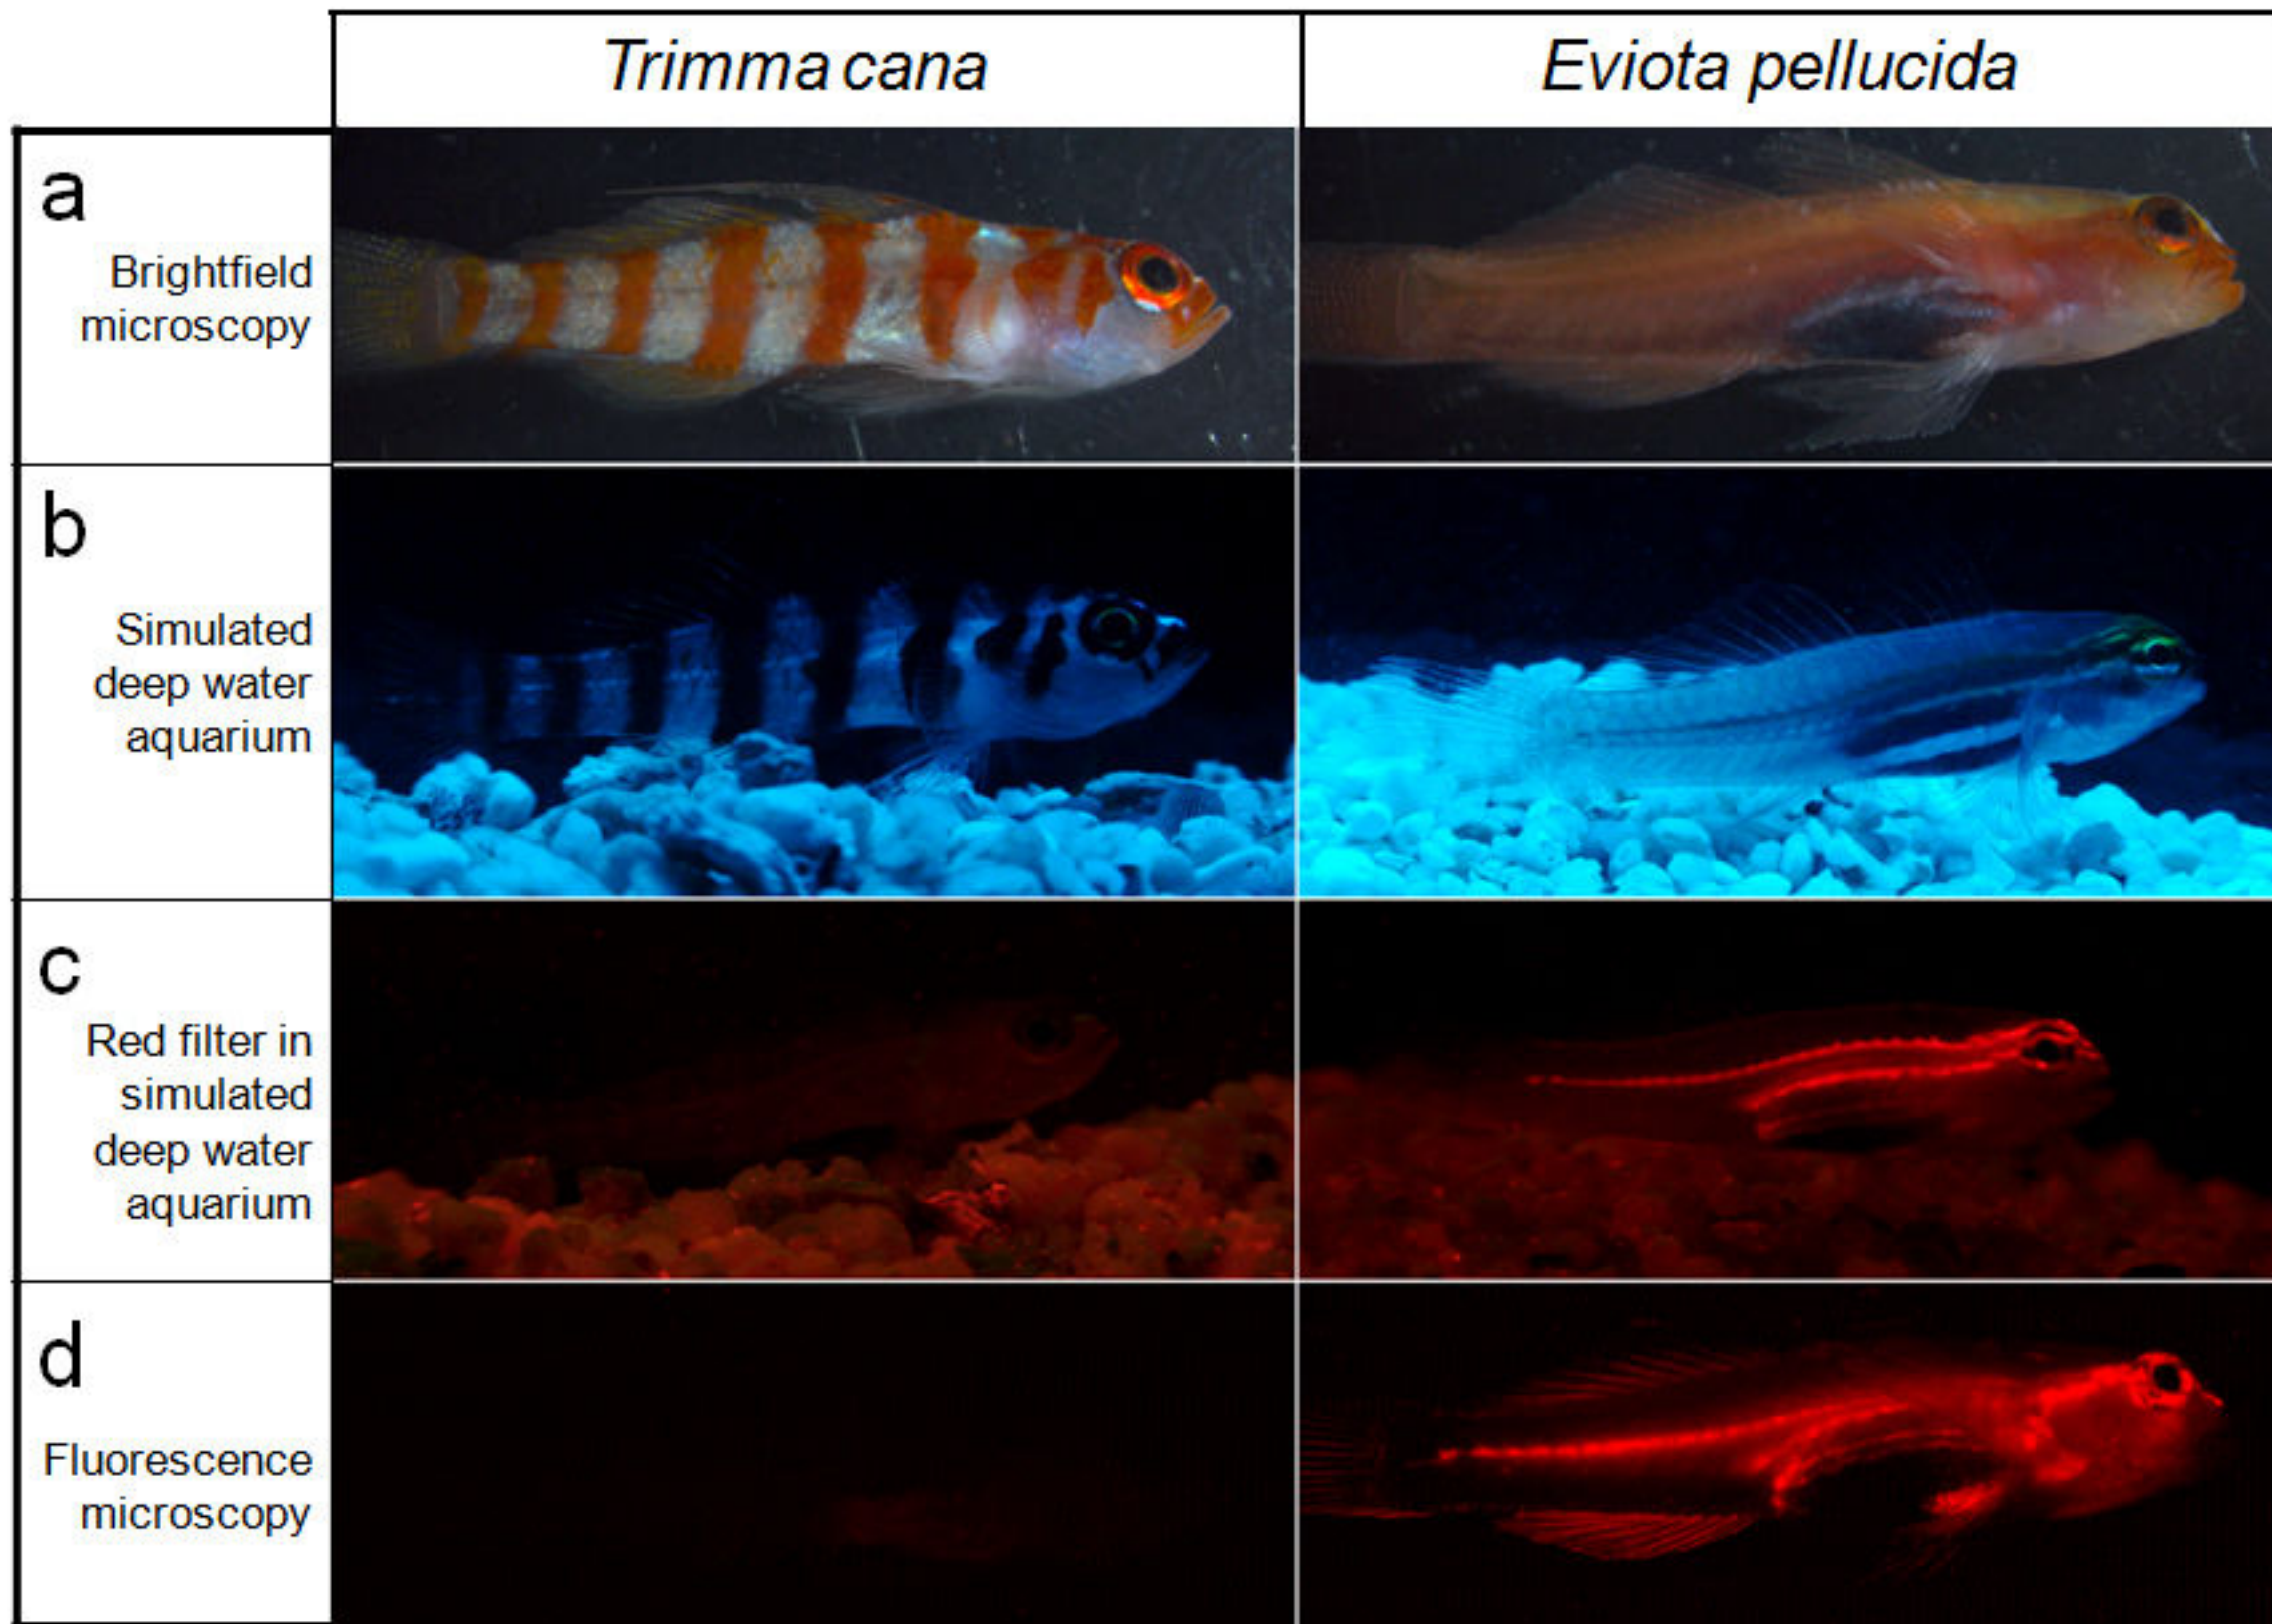 Trimma cana
Eviota pellucida
a
Brightfield
microscopy
b
Simulated
deep water
aquarium
c
Red filter in
simulated
deep water
aquarium
d
Fluorescence
microscopy